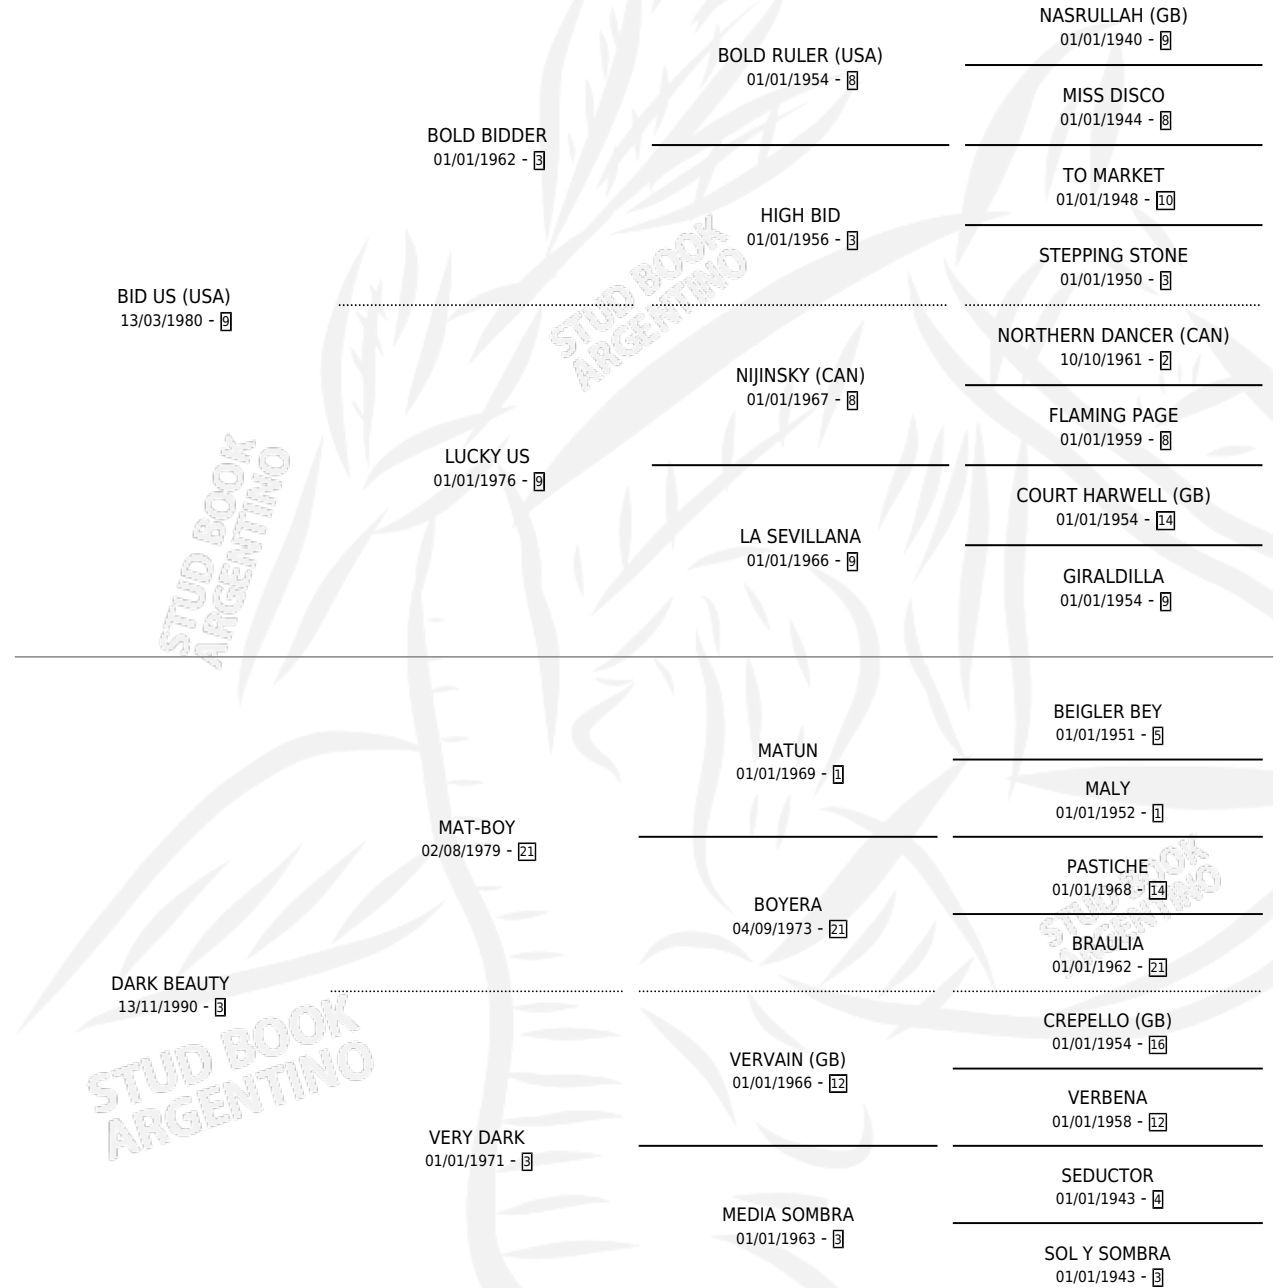 NASRULLAH (GB)
01/01/1940 - 9
BOLD RULER (USA)
01/01/1954 - 8
MISS DISCO
01/01/1944 - 8
BOLD BIDDER
01/01/1962 - 3
TO MARKET
01/01/1948 - 10
HIGH BID
01/01/1956 - 3
STEPPING STONE
01/01/1950 - 3
BID US (USA)
13/03/1980 - 9
NORTHERN DANCER (CAN)
10/10/1961 - 2
NIJINSKY (CAN)
01/01/1967 - 8
FLAMING PAGE
01/01/1959 - 8
LUCKY US
01/01/1976 - 9
COURT HARWELL (GB)
01/01/1954 - 14
LA SEVILLANA
01/01/1966 - 9
GIRALDILLA
01/01/1954 - 9
BEIGLER BEY
01/01/1951 - 5
MATUN
01/01/1969 - 1
MALY
01/01/1952 - 1
MAT-BOY
02/08/1979 - 21
PASTICHE
01/01/1968 - 14
BOYERA
04/09/1973 - 21
BRAULIA
01/01/1962 - 21
DARK BEAUTY
13/11/1990 - 3
CREPELLO (GB)
01/01/1954 - 16
VERVAIN (GB)
01/01/1966 - 12
VERBENA
01/01/1958 - 12
VERY DARK
01/01/1971 - 3
SEDUCTOR
01/01/1943 - 4
MEDIA SOMBRA
01/01/1963 - 3
SOL Y SOMBRA
01/01/1943 - 3
STUD BOOK
ARGENTINO
STUD BOOK
ARGENTINO
STUD BOOK
ARGENTINO
STUD BOOK
ARGENTINO